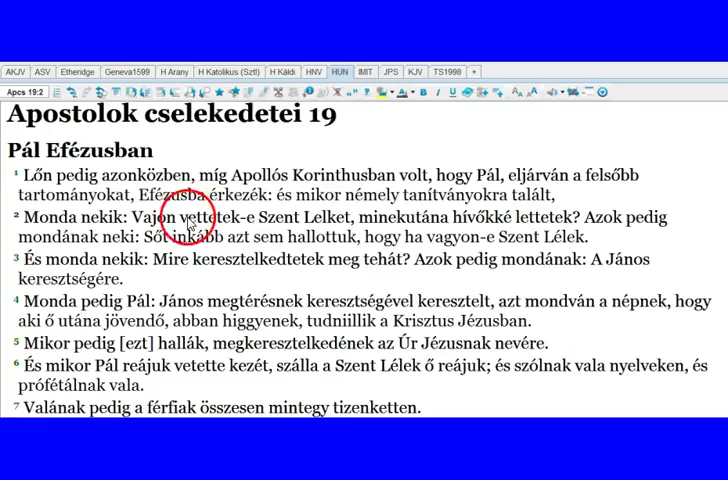 AKJV ASV Etheridge Geneva1599 H Arany H Katolikus (Sztl) H Káldi HNV HUN IMIT JPS KJV TS1998 +
Apcs 19:2
Apostolok cselekedetei 19
Pál Efézusban
1 Lőn pedig azonközben, míg Apollós Korinthusban volt, hogy Pál, eljárván a felsőbb
tartományokat, Efézusba érkezék: és mikor némely tanítványokra talált,
2 Monda nekik: Vajon vettetek-e Szent Lelket, minekutána hívőkké lettetek? Azok pedig
mondának neki: Sőt inkább azt sem hallottuk, hogy ha vagyon-e Szent Lélek.
3 És monda nekik: Mire keresztelkedtetek meg tehát? Azok pedig mondának: A János
keresztségére.
4 Monda pedig Pál: János megtérésnek keresztségével keresztelt, azt mondván a népnek, hogy
aki ő utána jövendő, abban higgyenek, tudniillik a Krisztus Jézusban.
5 Mikor pedig [ezt] hallák, megkeresztelkedének az Úr Jézusnak nevére.
6 És mikor Pál reájuk vetette kezét, szálla a Szent Lélek ő reájuk; és szólnak vala nyelveken, és
prófétálnak vala.
7 Valának pedig a férfiak összesen mintegy tizenketten.